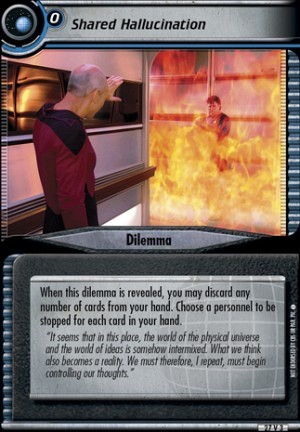 0 Shared Hallucination
Dilemma
When this dilemma is revealed, you may discard any
number of cards from your hand. Choose a personnel to be
stopped for each card in your hand.
"It seems that in this place, the world of the physical universe
and the world of ideas is somehow intermixed. What we think
also becomes a reality. We must therefore, I repeat, must begin
controlling our thoughts."
27 V 3